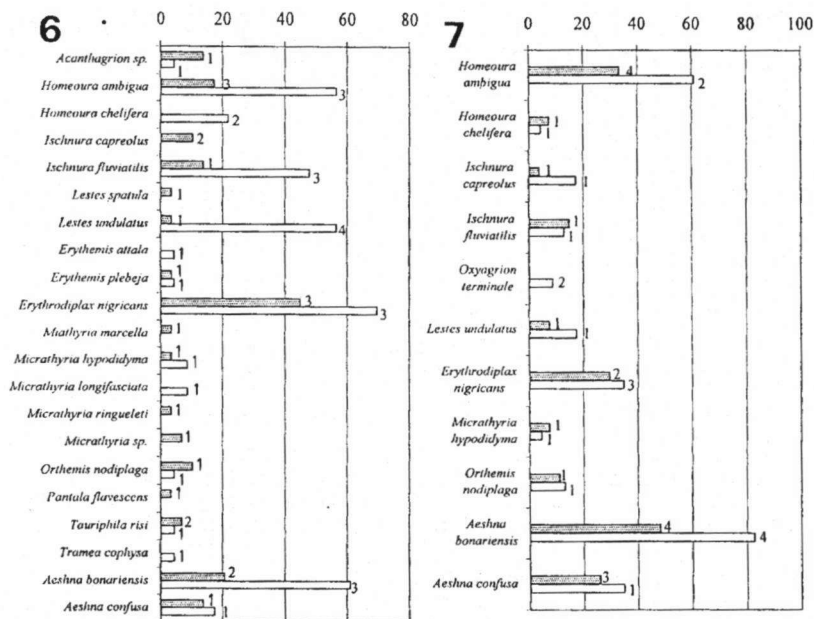 6
0 20 40 60 80
Acanthagrion sp. 1
1
Homeoura ambigua 3
3
Homeoura chelifera 2
Ischnura capreolus 2
Ischnura fluviatilis 1
3
Lestes spatula 1
Lestes undulatus 1
4
Erythemis attala 1
Erythemis plebeja 1
1
Erythrodiplax nigricans 3
3
Miathyria marcella 1
Micrathyria hypodidyma 1
1
Micrathyria longifasciata 1
Micrathyria ringueleti 1
Micrathyria sp. 1
Orthemis nodiplaga 1
1
Pantula flavescens 1
Tauriphila risi 2
1
Tramea cophysa 1
Aeshna bonariensis 2
3
Aeshna confusa 1
1
7
0 20 40 60 80 100
Homeoura
ambigua
4
2
Homeoura
chelifera
1
1
Ischnura
capreolus
1
1
Ischnura
fluviatilis
1
1
Oxyagrion
terminale
2
Lestes undulatus 1
1
Erythrodiplax
nigricans
2
3
Micrathyria
hypodidyma
1
1
Orthemis
nodiplaga
1
1
Aeshna
bonariensis
4
4
Aeshna confusa 3
1